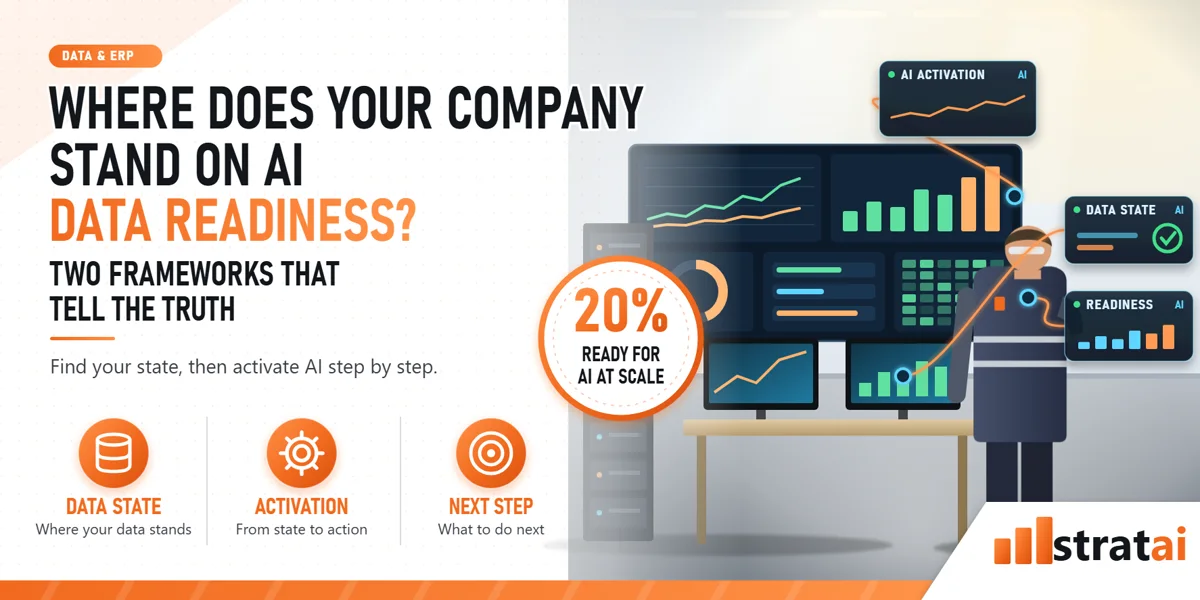 DATA & ERP
WHERE DOES YOUR COMPANY
STAND ON AI
DATA READINESS?
TWO FRAMEWORKS THAT
TELL THE TRUTH
Find your state, then activate AI step by step.
DATA STATE
Where your data stands
ACTIVATION
From state to action
NEXT STEP
What to do next
20%
READY FOR
AI AT SCALE
AI ACTIVATION AI
DATA STATE AI
READINESS AI
stratai